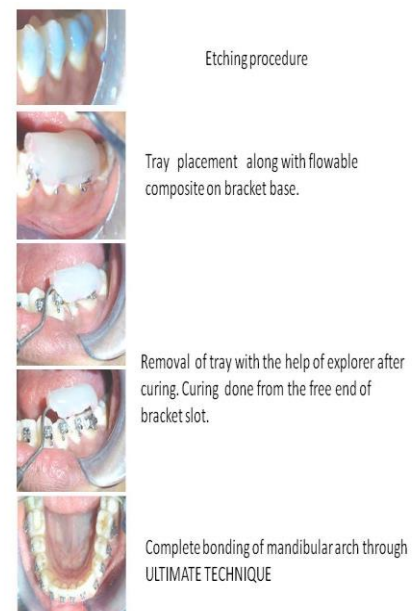 Etching procedure
Tray placement along with flowable
composite on bracket base.
Removal of tray with the help of explorer after
curing. Curing done from the free end of
bracket slot.
Complete bonding of mandibular arch through
ULTIMATE TECHNIQUE